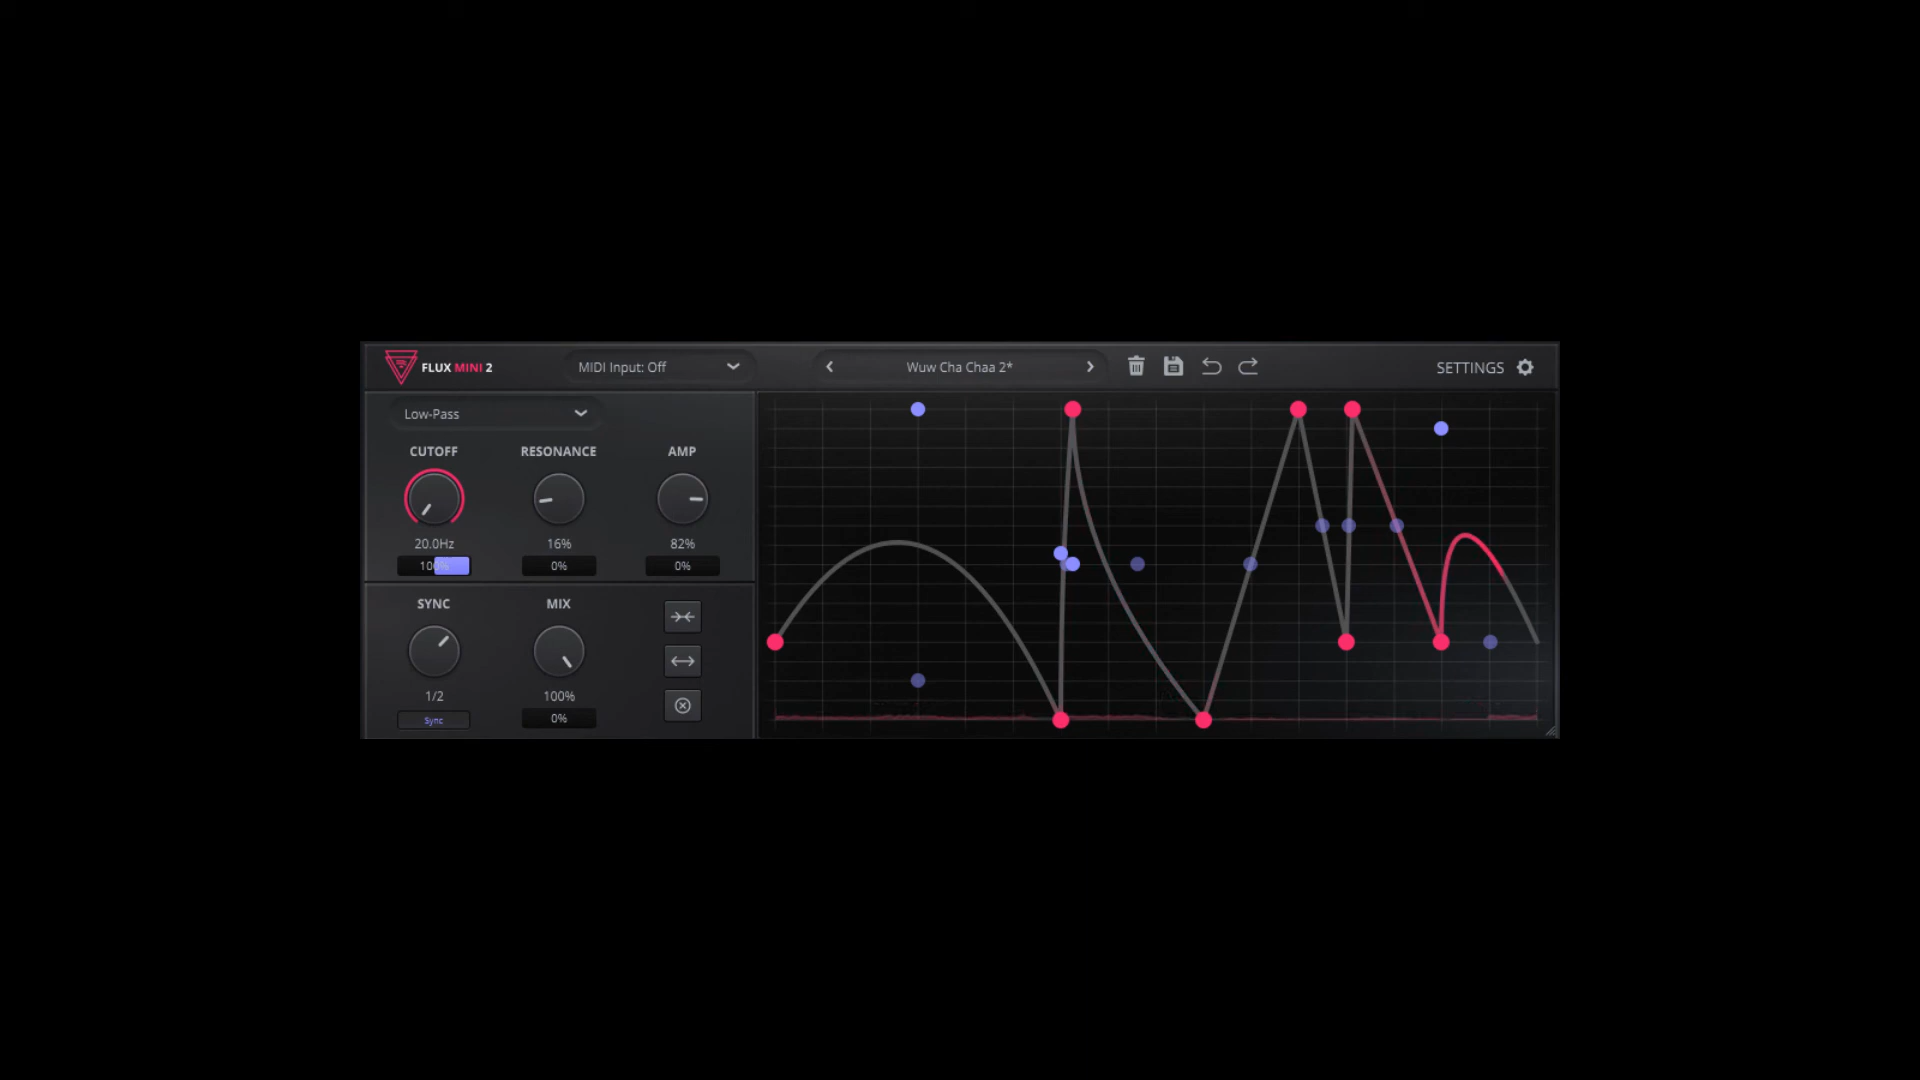 FLUX MINI 2
MIDI Input: Off
Wuw Cha Chaa 2*
SETTINGS
Low-Pass
CUTOFF RESONANCE AMP
20.0Hz 16% 82%
100% 0% 0%
SYNC MIX
1/2 100%
Sync 0%